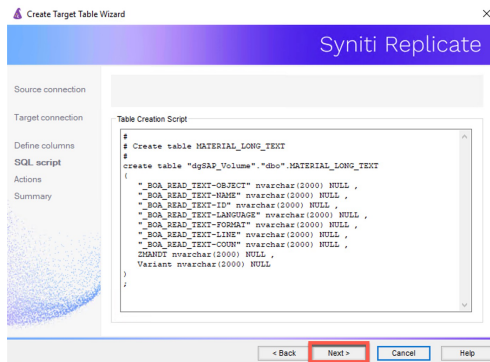 Create Target Table Wizard
Syniti Replicate
Source connection
Target connection
Define columns
SQL script
Actions
Summary
Table Creation Script
#
# Create table MATERIAL_LONG_TEXT
#
create table "dgSAP_Volume"."dbo".MATERIAL_LONG_TEXT
(
"_BOA_READ_TEXT-OBJECT" nvarchar(2000) NULL ,
"_BOA_READ_TEXT-NAME" nvarchar(2000) NULL ,
"_BOA_READ_TEXT-ID" nvarchar(2000) NULL ,
"_BOA_READ_TEXT-LANGUAGE" nvarchar(2000) NULL ,
"_BOA_READ_TEXT-FORMAT" nvarchar(2000) NULL ,
"_BOA_READ_TEXT-LINE" nvarchar(2000) NULL ,
"_BOA_READ_TEXT-COUN" nvarchar(2000) NULL ,
ZMANDT nvarchar(2000) NULL ,
Variant nvarchar(2000) NULL
)
;
< Back Next > Cancel Help